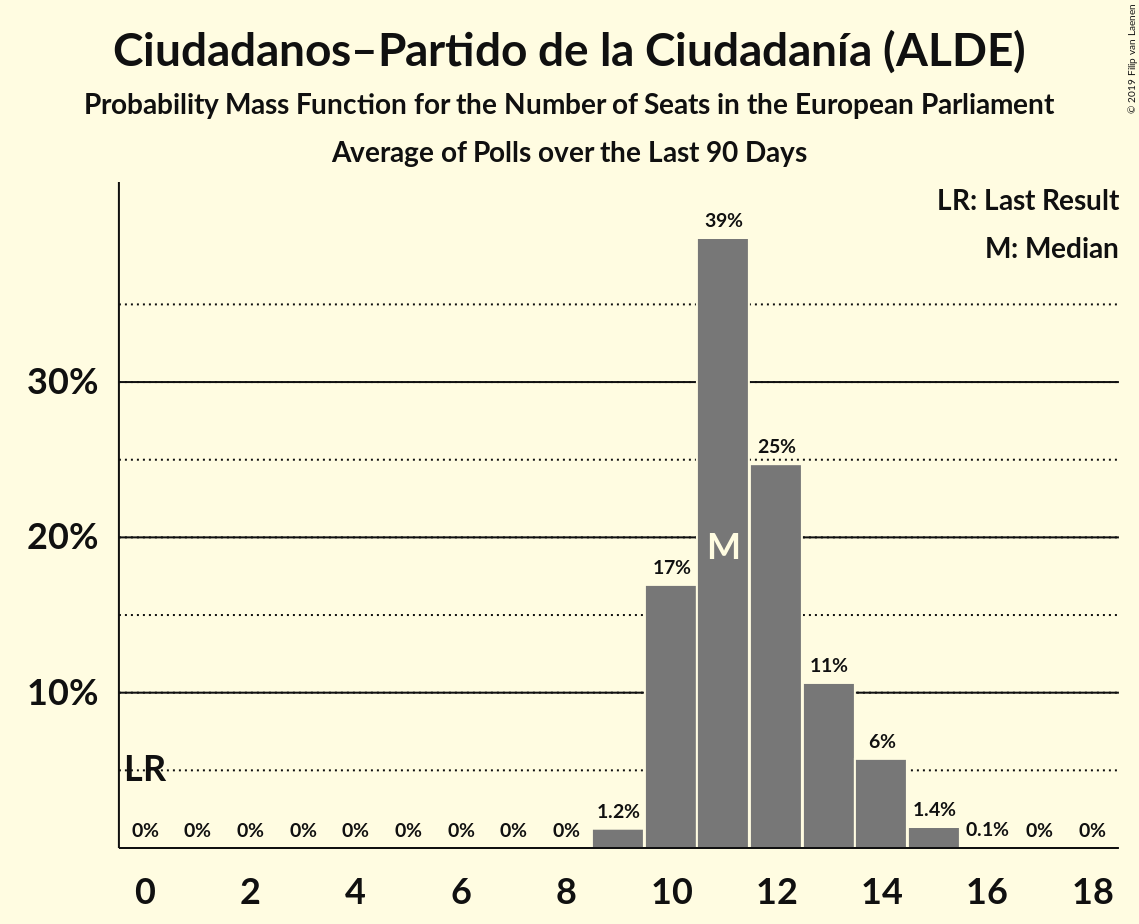 Ciudadanos–Partido de la Ciudadanía (ALDE)
Probability Mass Function for the Number of Seats in the European Parliament
Average of Polls over the Last 90 Days
© 2019 Filip van Laenen
LR: Last Result
M: Median
39%
30%
25%
20%
M
17%
11%
10%
6%
LR
0% 0% 0% 0% 0% 0% 0% 0% 0% 1.2% 1.4% 0.1% 0% 0%
0 2 4 6 8 10 12 14 16 18